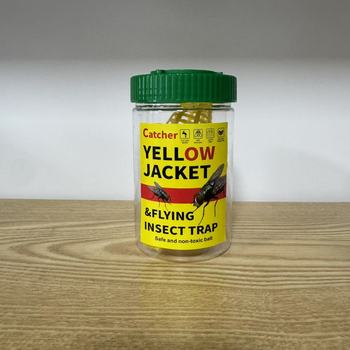 Catcher
YELLOW
JACKET
&FLYING
INSECT TRAP
Safe and non-toxic bait